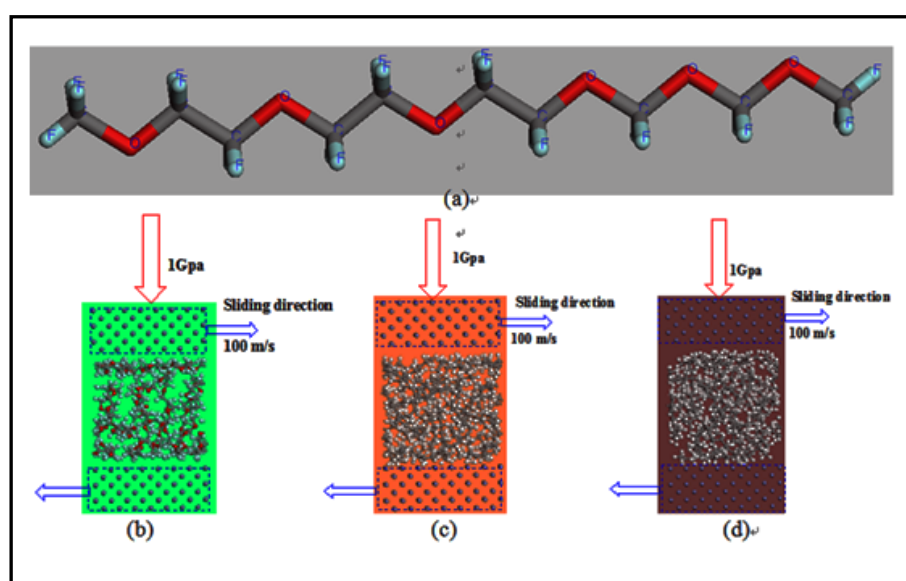 F F F F F F O O O
F O O F
F F F F F F F
(a)↵
1Gpa 1Gpa 1Gpa
Sliding direction Sliding direction Sliding direction
100 m/s 100 m/s 100 m/s
(b) (c) (d)↵